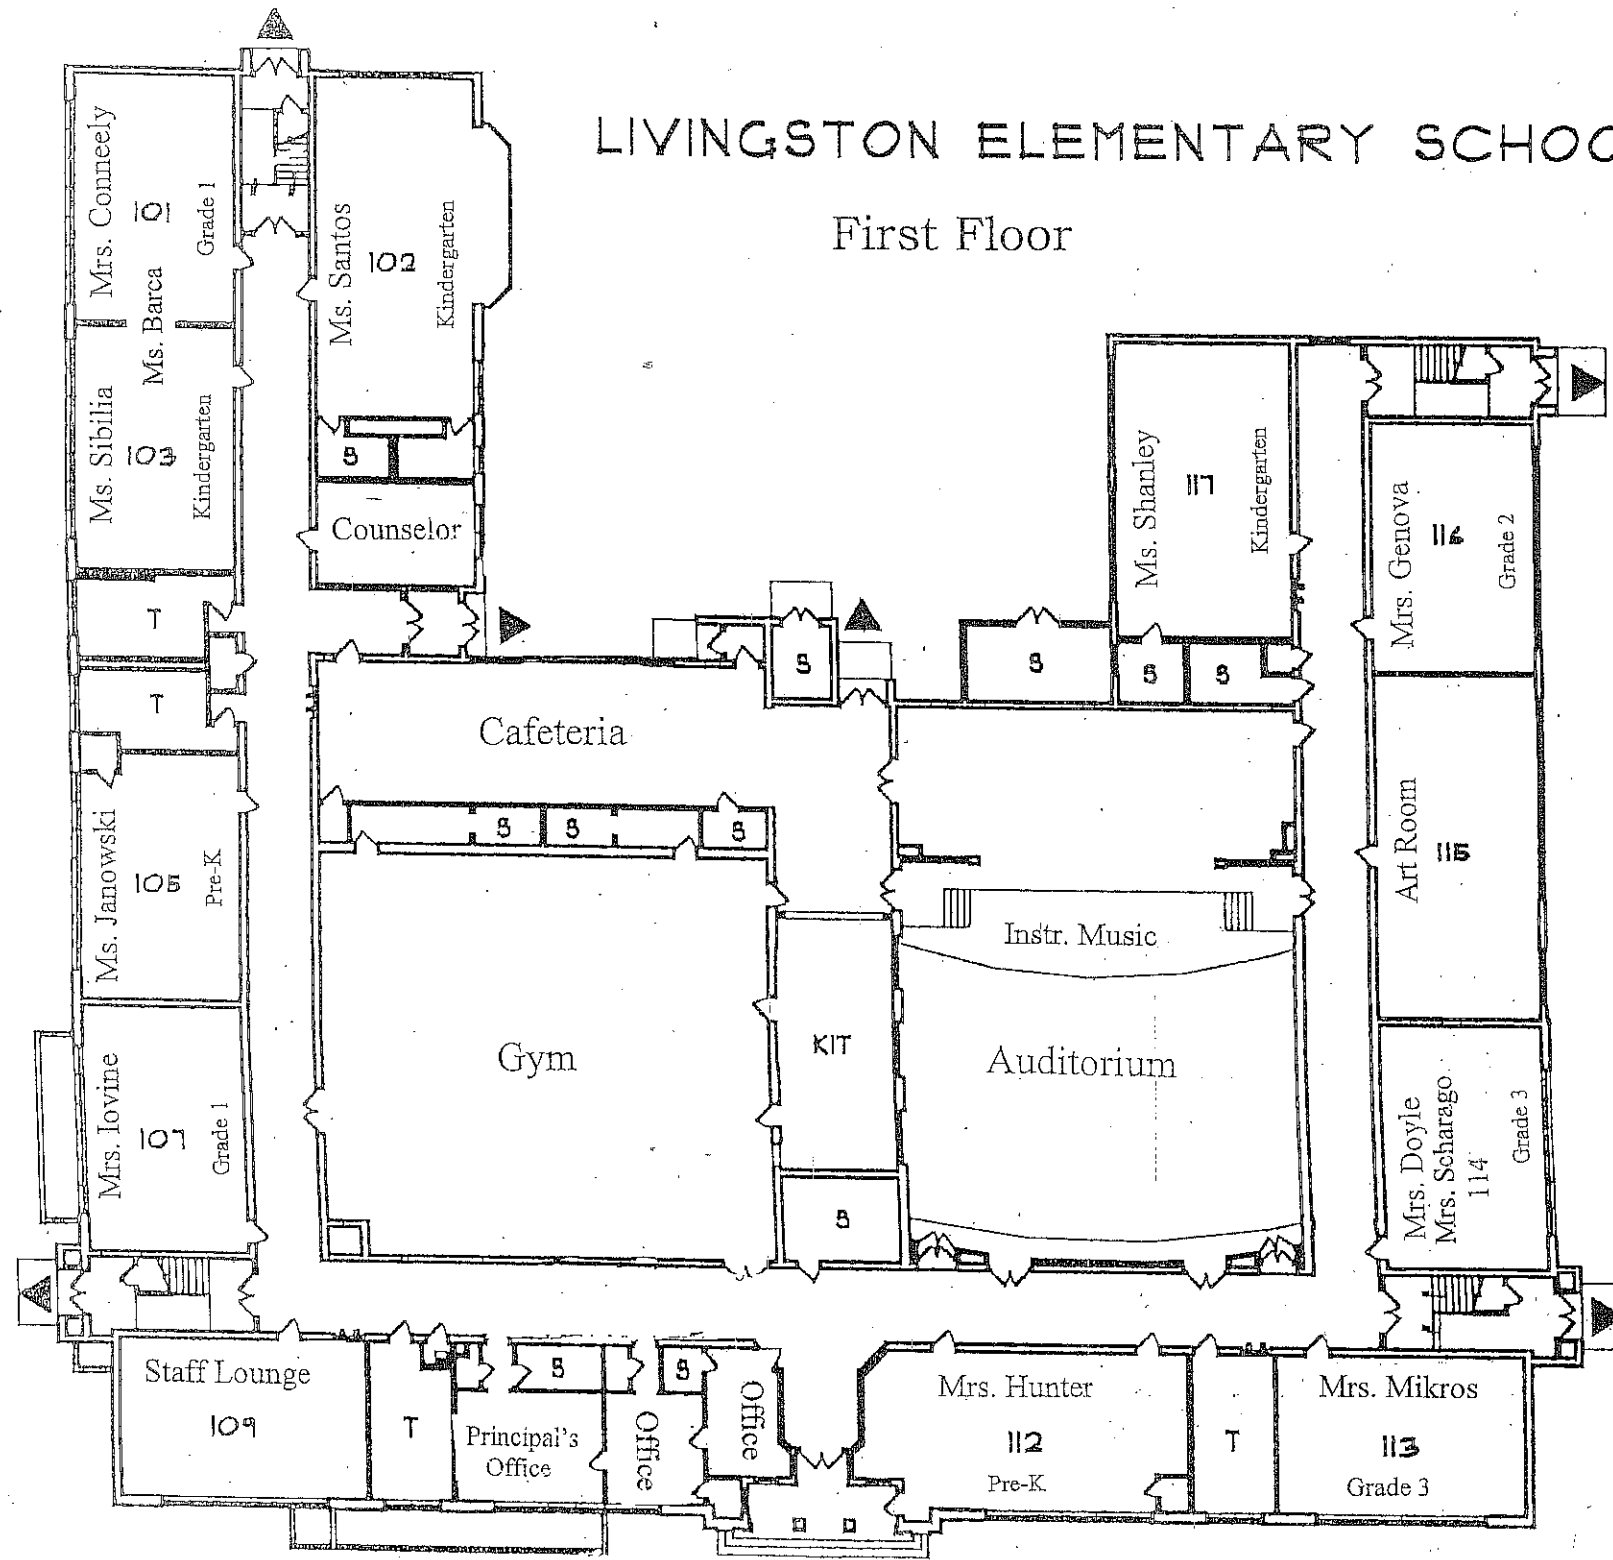 LIVINGSTON ELEMENTARY SCHOO
First Floor
Mrs. Conneely
101
Grade 1
Ms. Barca
Ms. Sibilia
103
Kindergarten
Ms. Santos
102
Kindergarten
S
Counselor
T
T
Ms. Janowski
105
Pre-K
Mrs. Iovine
107
Grade 1
Cafeteria
S
S
S
S
Gym
KIT
S
S
S
S
Instr. Music
Auditorium
Ms. Shanley
117
Kindergarten
Mrs. Genova
116
Grade 2
Art Room
115
Mrs. Doyle
Mrs. Scharago
114
Grade 3
Staff Lounge
109
T
S
Principal's
Office
S
Office
Office
Mrs. Hunter
112
Pre-K
T
Mrs. Mikros
113
Grade 3